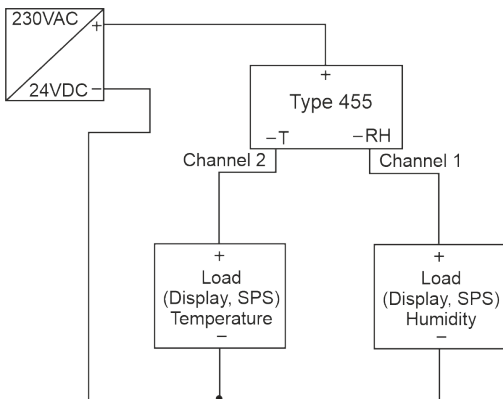 230VAC
+
24VDC
−
+
Type 455
−T
−RH
Channel 2
Channel 1
+
Load
(Display, SPS)
Temperature
−
+
Load
(Display, SPS)
Humidity
−